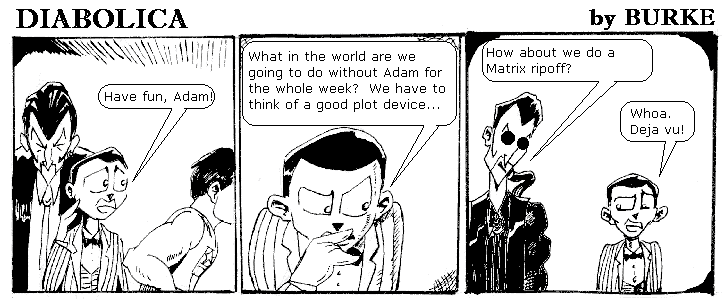 DIABOLICA
by BURKE
Have fun, Adam!
What in the world are we
going to do without Adam for
the whole week?  We have to
think of a good plot device...
How about we do a
Matrix ripoff?
Whoa.
Deja vu!